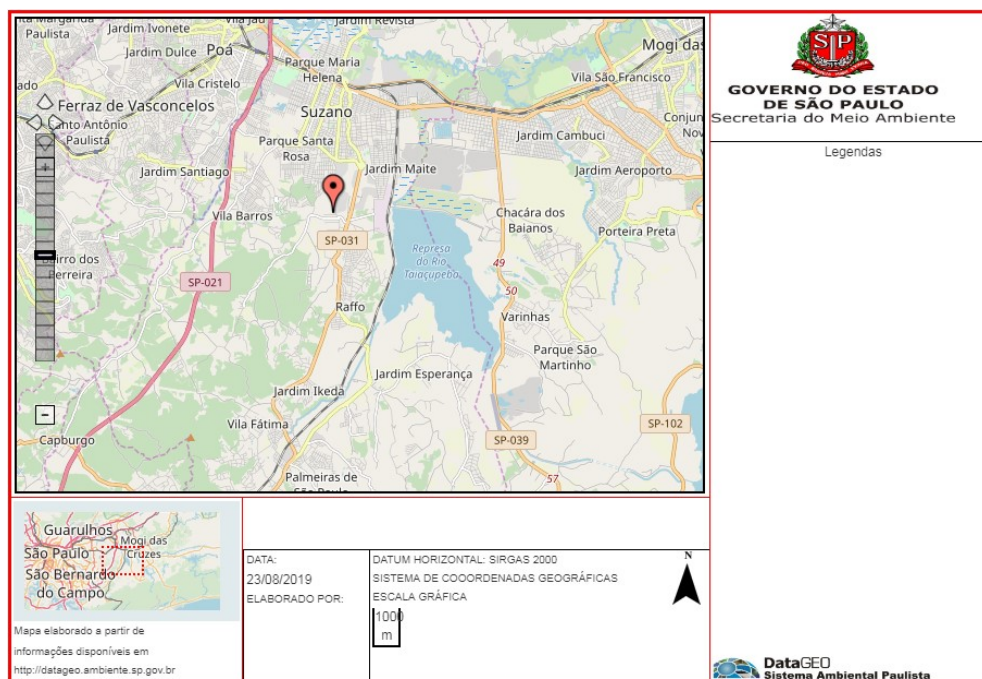 ta Margarida
Paulista
Jardim Ivonete
Vila Jaú
Jardim Revista
Jardim Dulce
Poá
Mogi das
Parque Maria
Helena
Vila São Francisco
Vila Cristelo
ado
Ferraz de Vasconcelos
Suzano
Conjun
Nov
Santo Antônio
Paulista
Jardim Cambuci
Parque Santa
Rosa
Jardim Santiago
Jardim Maite
Jardim Aeroporto
Vila Barros
Chacára dos
Baianos
Porteira Preta
SP-031
Represa
do Rio
Taiaçupeba
49
Bairro dos
Perreira
SP-021
50
Raffo
Varinhas
Parque São
Martinho
Jardim Esperança
Jardim Ikeda
Vila Fátima
SP-102
Capburgo
SP-039
57
Palmeiras de
São Paulo
+
−
SP
GOVERNO DO ESTADO
DE SÃO PAULO
Secretaria do Meio Ambiente
Legendas
Guarulhos
Mogi das
Cruzes
São Paulo
São Bernardo
do Campo
Mapa elaborado a partir de
informações disponíveis em
http://datageo.ambiente.sp.gov.br
DATA:
23/08/2019
ELABORADO POR:
DATUM HORIZONTAL: SIRGAS 2000
SISTEMA DE COOORDENADAS GEOGRÁFICAS
ESCALA GRÁFICA
1000
m
N
DataGEO
Sistema Ambiental Paulista